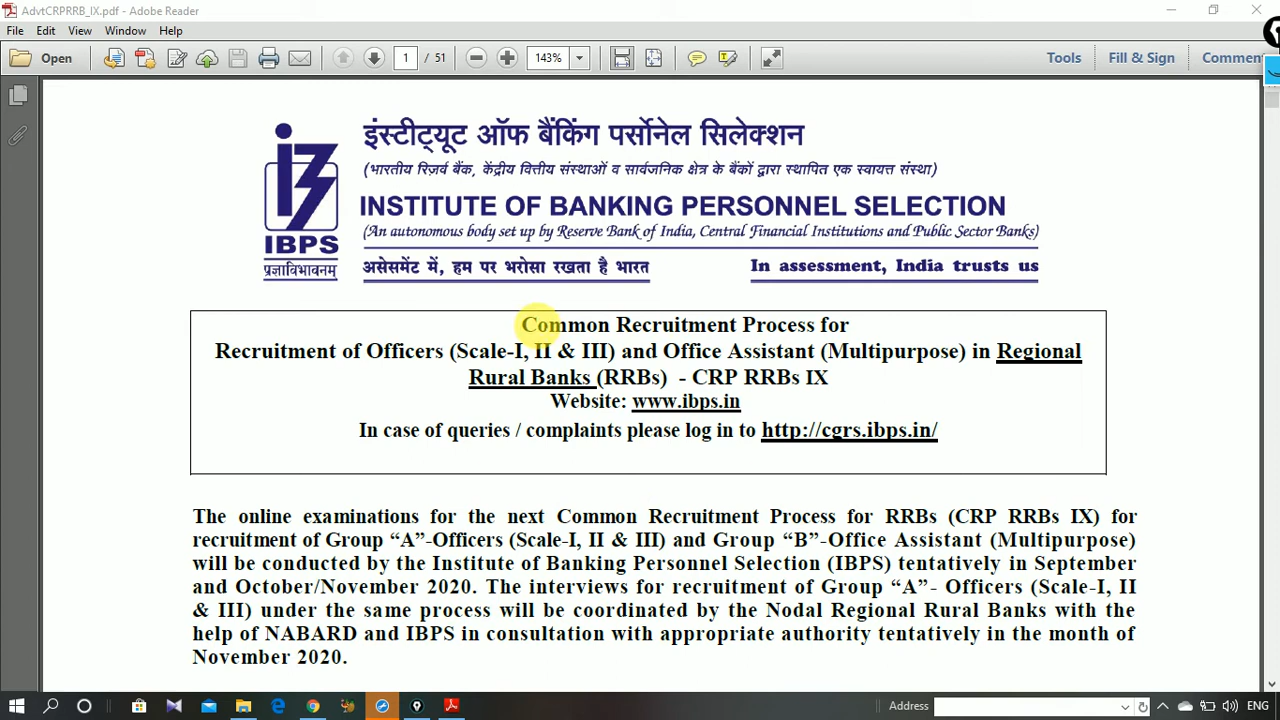 AdvtCRPRRB_IX.pdf - Adobe Reader
File Edit View Window Help
Open 1 / 51 143% Tools Fill & Sign Commen
इंस्टीट्यूट ऑफ बैंकिंग पर्सोनेल सिलेक्शन
(भारतीय रिज़र्व बैंक, केंद्रीय वित्तीय संस्थाओं व सार्वजनिक क्षेत्र के बैंकों द्वारा स्थापित एक स्वायत्त संस्था)
INSTITUTE OF BANKING PERSONNEL SELECTION
(An autonomous body set up by Reserve Bank of India, Central Financial Institutions and Public Sector Banks)
IBPS
प्रज्ञाविभावनम्
असेसमेंट में, हम पर भरोसा रखता है भारत In assessment, India trusts us
Common Recruitment Process for
Recruitment of Officers (Scale-I, II & III) and Office Assistant (Multipurpose) in Regional
Rural Banks (RRBs) - CRP RRBs IX
Website: www.ibps.in
In case of queries / complaints please log in to http://cgrs.ibps.in/
The online examinations for the next Common Recruitment Process for RRBs (CRP RRBs IX) for
recruitment of Group “A”-Officers (Scale-I, II & III) and Group “B”-Office Assistant (Multipurpose)
will be conducted by the Institute of Banking Personnel Selection (IBPS) tentatively in September
and October/November 2020. The interviews for recruitment of Group “A”- Officers (Scale-I, II
& III) under the same process will be coordinated by the Nodal Regional Rural Banks with the
help of NABARD and IBPS in consultation with appropriate authority tentatively in the month of
November 2020.
Address ENG